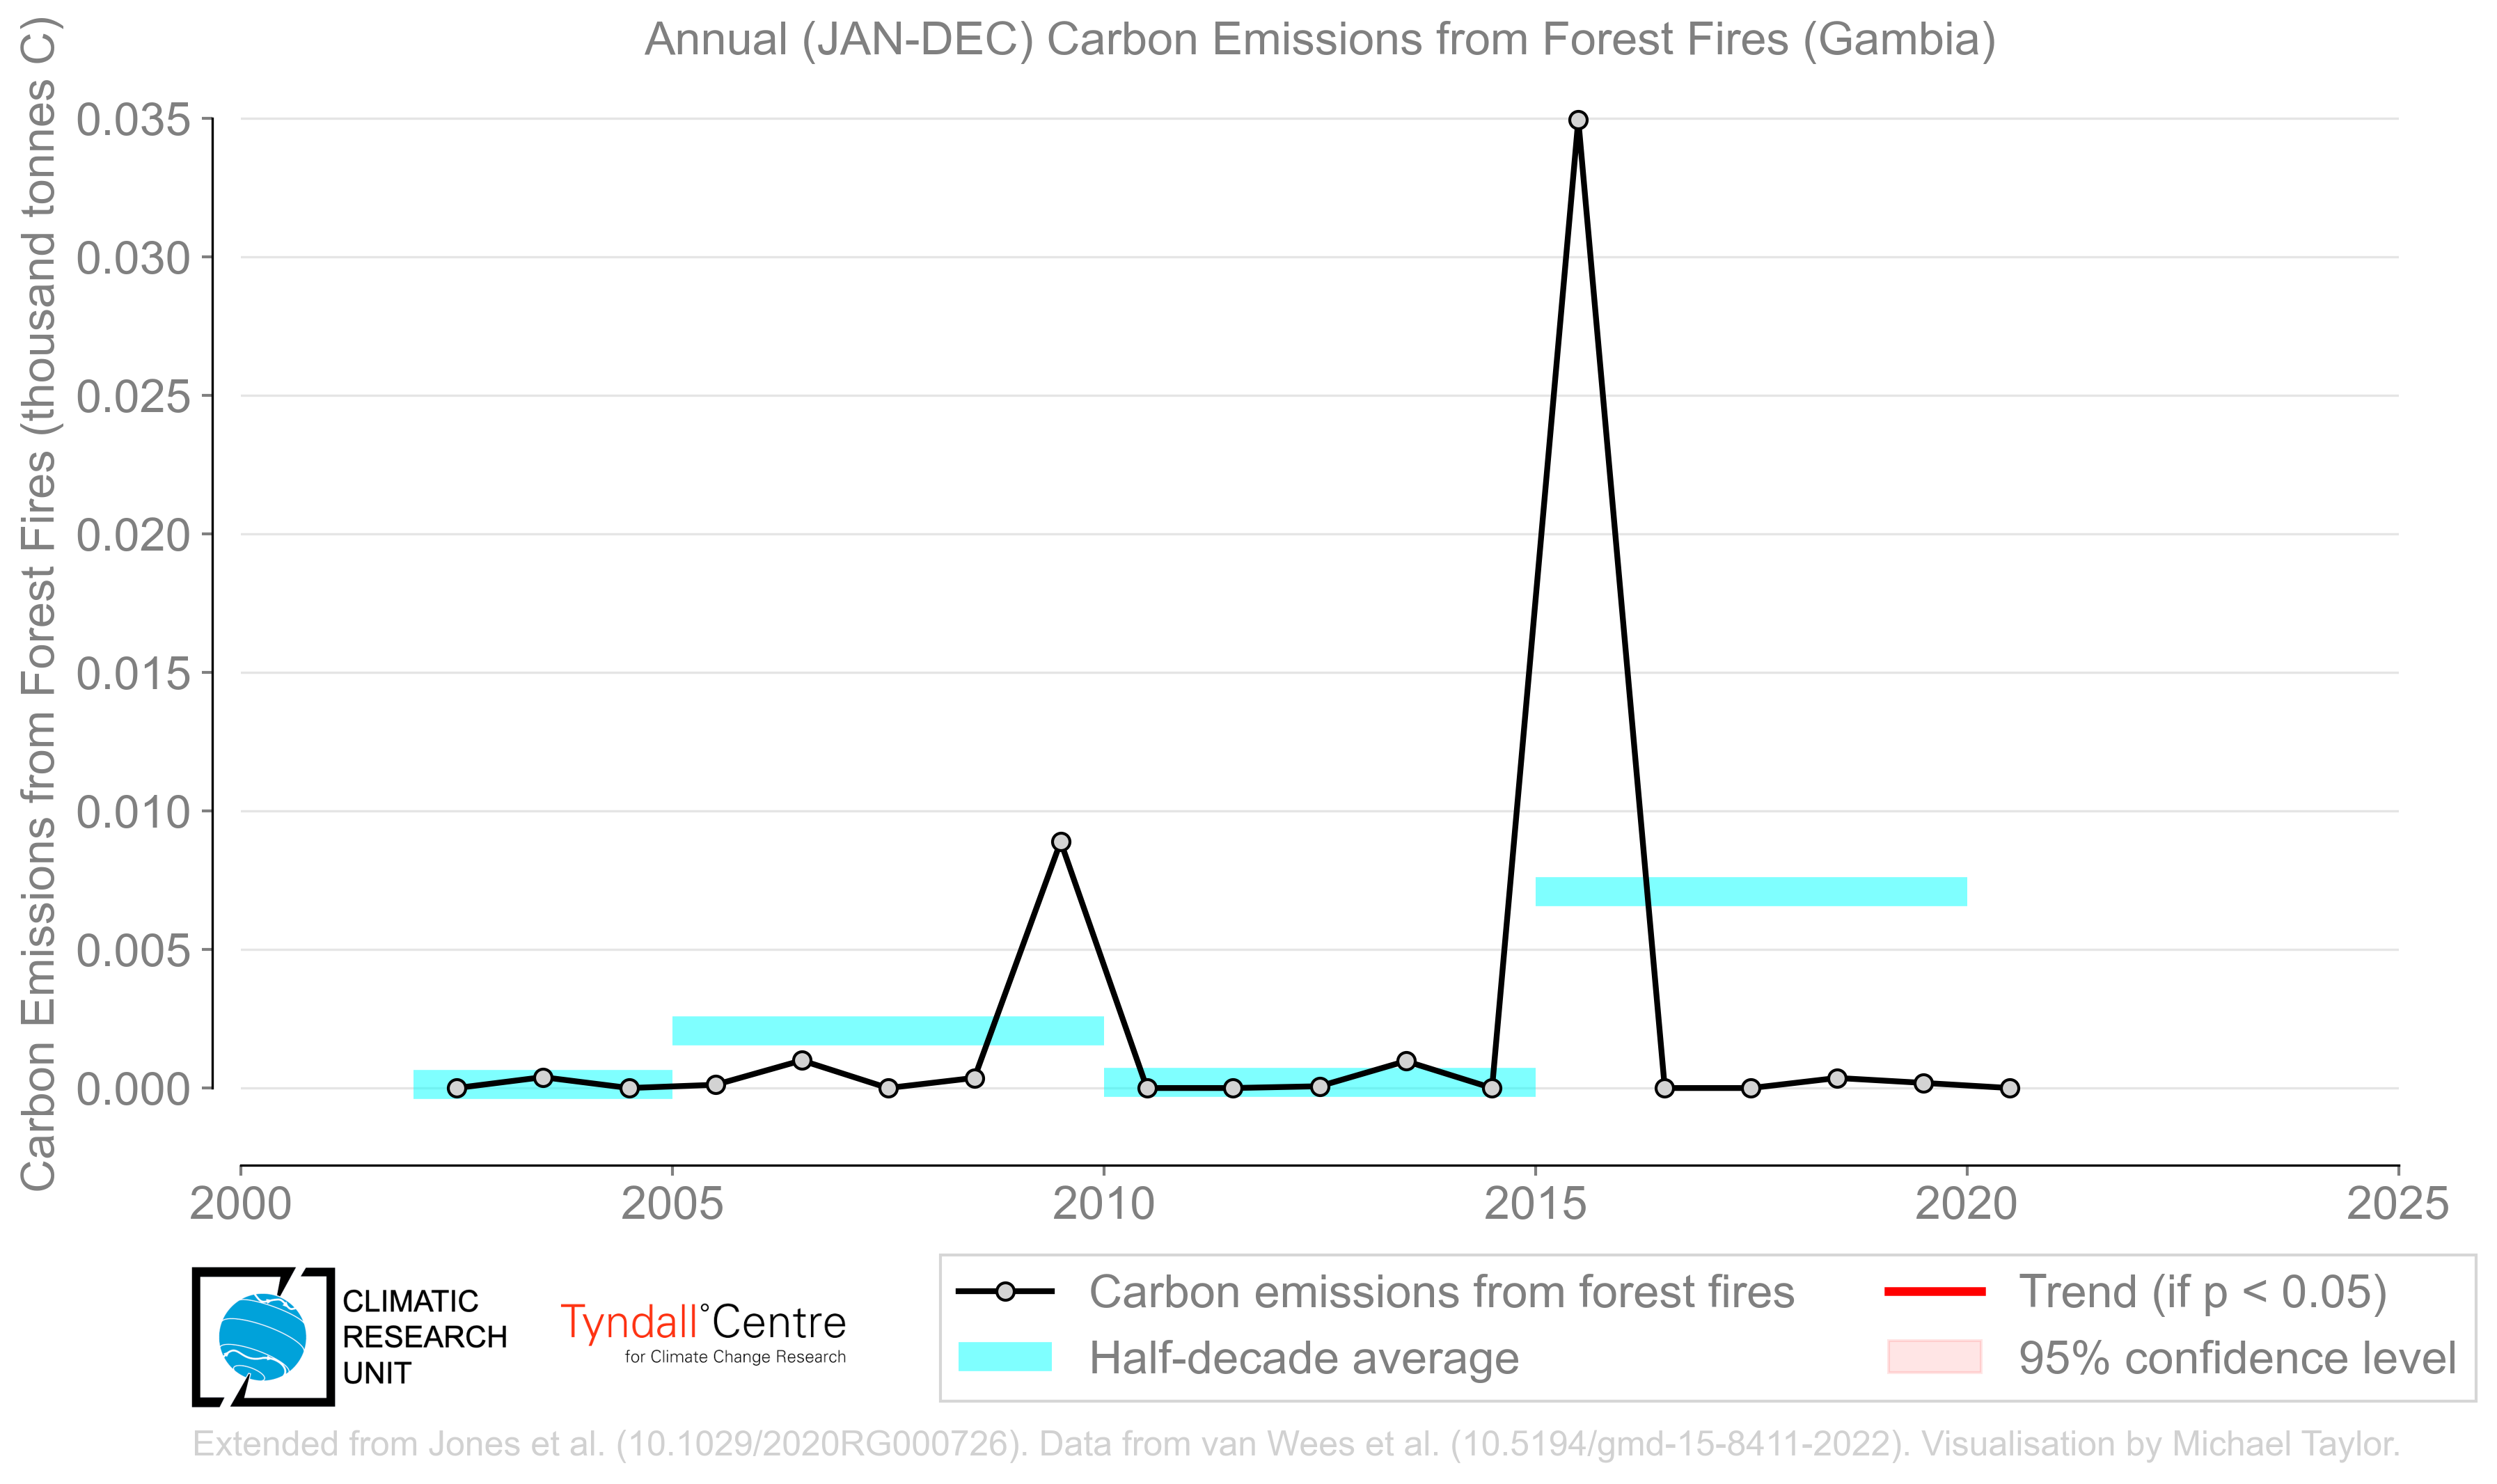 Annual (JAN-DEC) Carbon Emissions from Forest Fires (Gambia)
Carbon Emissions from Forest Fires (thousand tonnes C)
0.035
0.030
0.025
0.020
0.015
0.010
0.005
0.000
2000 2005 2010 2015 2020 2025
CLIMATIC
RESEARCH
UNIT
Tyndall°Centre
for Climate Change Research
Carbon emissions from forest fires
Half-decade average
Trend (if p < 0.05)
95% confidence level
Extended from Jones et al. (10.1029/2020RG000726). Data from van Wees et al. (10.5194/gmd-15-8411-2022). Visualisation by Michael Taylor.